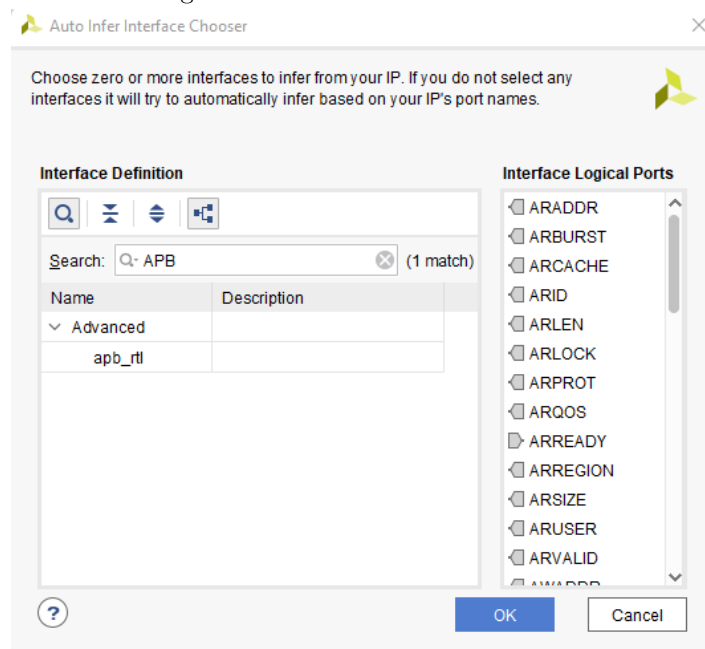 Auto Infer Interface Chooser
Choose zero or more interfaces to infer from your IP. If you do not select any
interfaces it will try to automatically infer based on your IP's port names.
Interface Definition
Search: APB (1 match)
Name Description
Advanced
apb_rtl
Interface Logical Ports
ARADDR
ARBURST
ARCACHE
ARID
ARLEN
ARLOCK
ARPROT
ARQOS
ARREADY
ARREGION
ARSIZE
ARUSER
ARVALID
AWADDR
?
OK Cancel